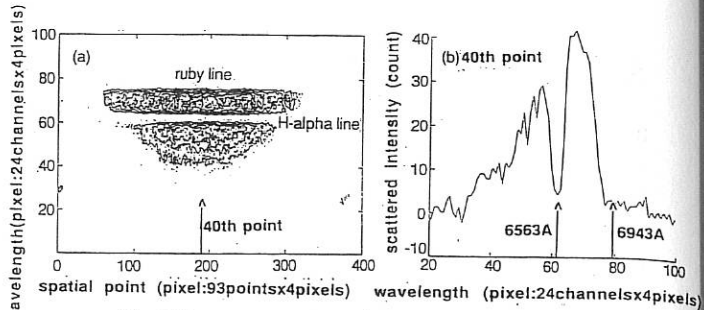 avelength(pixel:24channelsx4pixels)
100
80
60
40
20
0
0
100
200
300
400
(a)
ruby line
H-alpha line
40th point
spatial point (pixel:93pointsx4pixels)
scattered Intensity (count)
40
30
20
10
0
-10
20
40
60
80
100
(b) 40th point
6563A
6943A
wavelength (pixel:24channelsx4pixels)